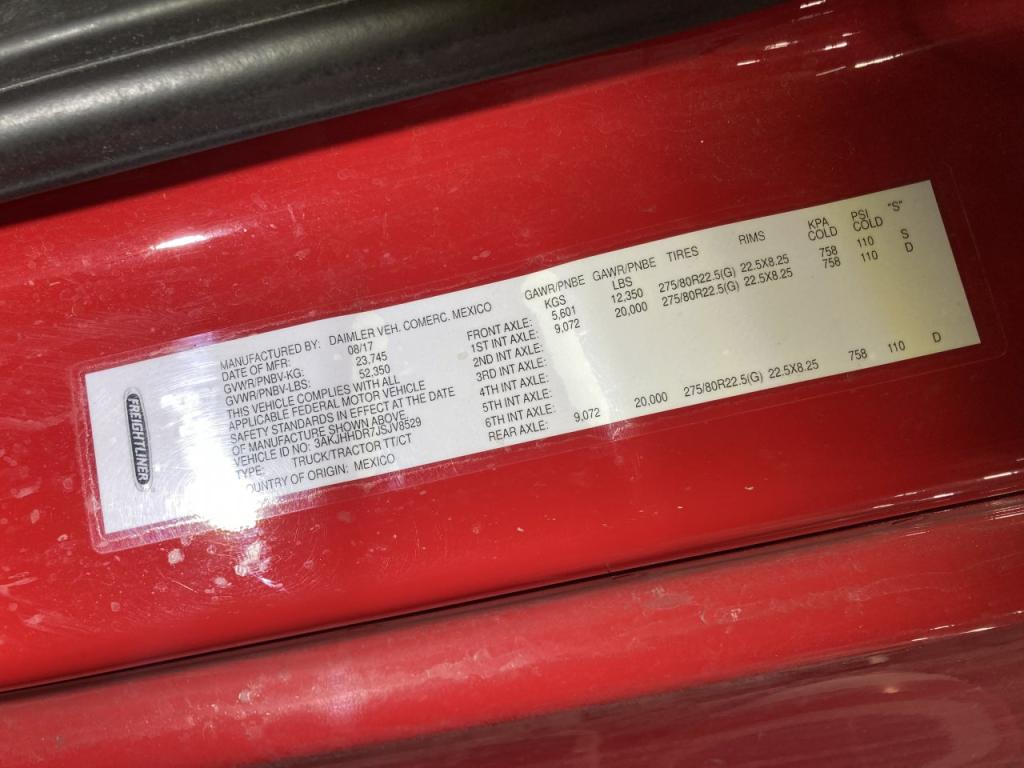 FREIGHTLINER
MANUFACTURED BY: DAIMLER VEH. COMERC. MEXICO
DATE OF MFR: 08/17
GVWR/PNBV-KG: 23,745
GVWR/PNBV-LBS: 52,350
THIS VEHICLE COMPLIES WITH ALL
APPLICABLE FEDERAL MOTOR VEHICLE
SAFETY STANDARDS IN EFFECT AT THE DATE
OF MANUFACTURE SHOWN ABOVE.
VEHICLE ID NO: 3AKJHHDR7JSJV8529
TYPE: TRUCK/TRACTOR TT/CT
COUNTRY OF ORIGIN: MEXICO
GAWR/PNBE GAWR/PNBE TIRES RIMS KPA PSI "S"
KGS LBS COLD COLD
FRONT AXLE: 5,601 12,350 275/80R22.5(G) 22.5X8.25 758 110 S
1ST INT AXLE: 9,072 20,000 275/80R22.5(G) 22.5X8.25 758 110 D
2ND INT AXLE:
3RD INT AXLE:
4TH INT AXLE:
5TH INT AXLE:
6TH INT AXLE:
REAR AXLE: 9,072 20,000 275/80R22.5(G) 22.5X8.25 758 110 D